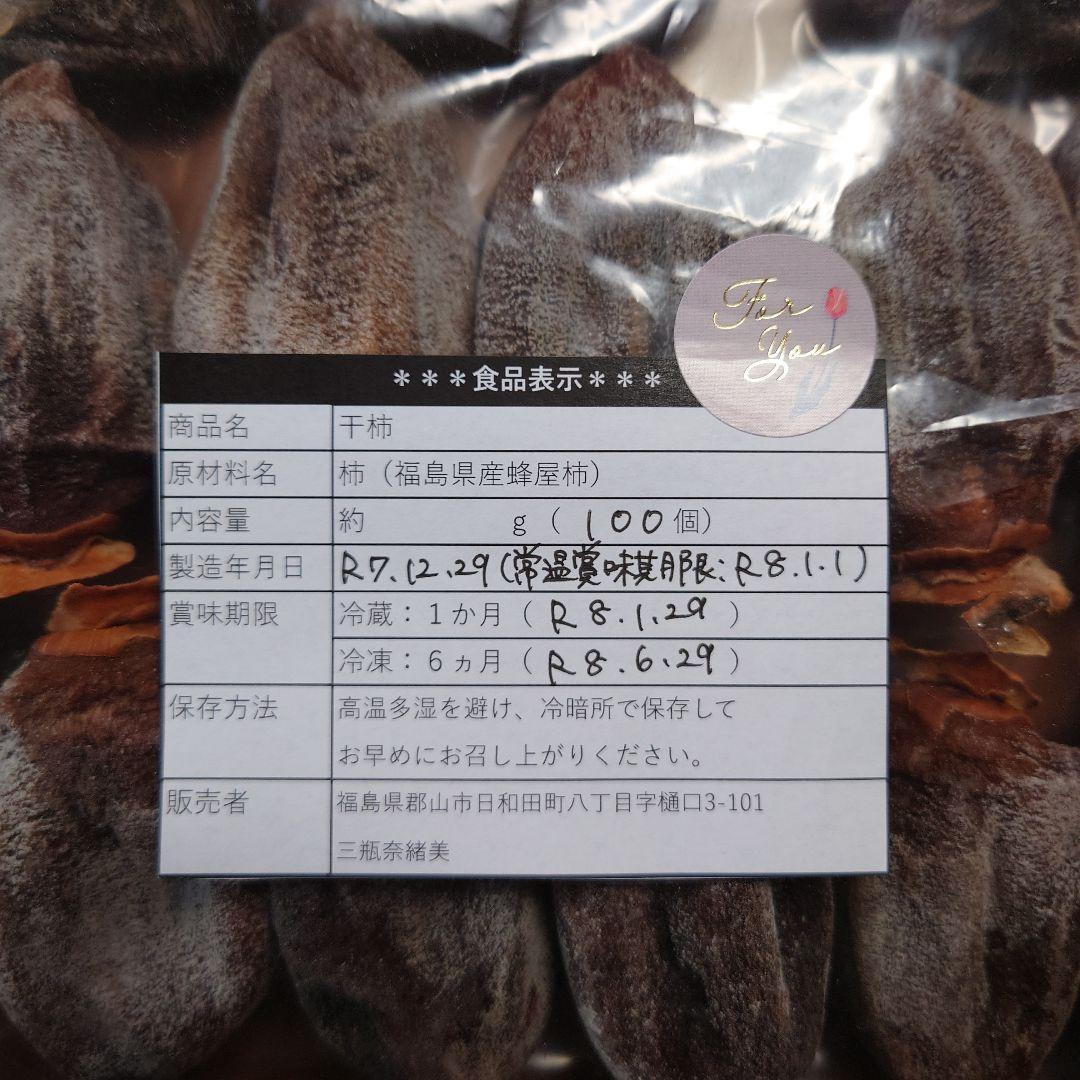 For
You
＊＊＊食品表示＊＊＊
商品名 干柿
原材料名 柿（福島県産蜂屋柿）
内容量 約 g（ 100個）
製造年月日 R7.12.29(常温賞味期限:R8.1.1)
賞味期限 冷蔵：１か月（ R8.1.29 ）
冷凍：６ヵ月（ R8.6.29 ）
保存方法 高温多湿を避け、冷暗所で保存して
お早めにお召し上がりください。
販売者 福島県郡山市日和田町八丁目字樋口3-101
三瓶奈緒美